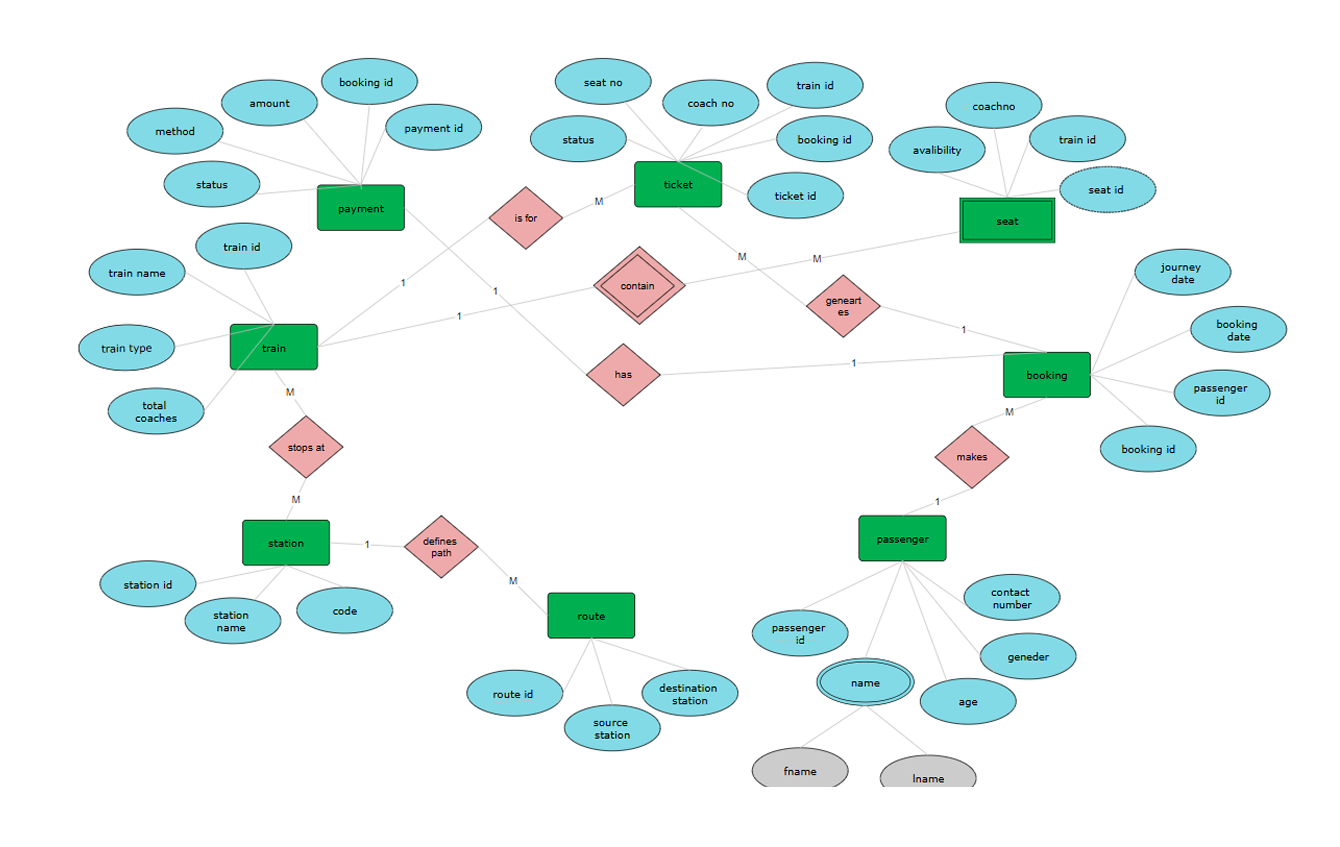 booking id
amount
payment id
method
status
payment
seat no
coach no
train id
status
booking id
ticket
ticket id
coachno
avalibility
train id
seat id
seat
is for
M
train id
train name
train type
total
coaches
train
1
1
1
contain
M
M
geneart
es
1
has
1
journey
date
booking
date
passenger
id
booking id
booking
M
makes
1
M
stops at
M
station
1
defines
path
M
station id
station
name
code
route
route id
source
station
destination
station
passenger
passenger
id
name
contact
number
geneder
age
fname
lname